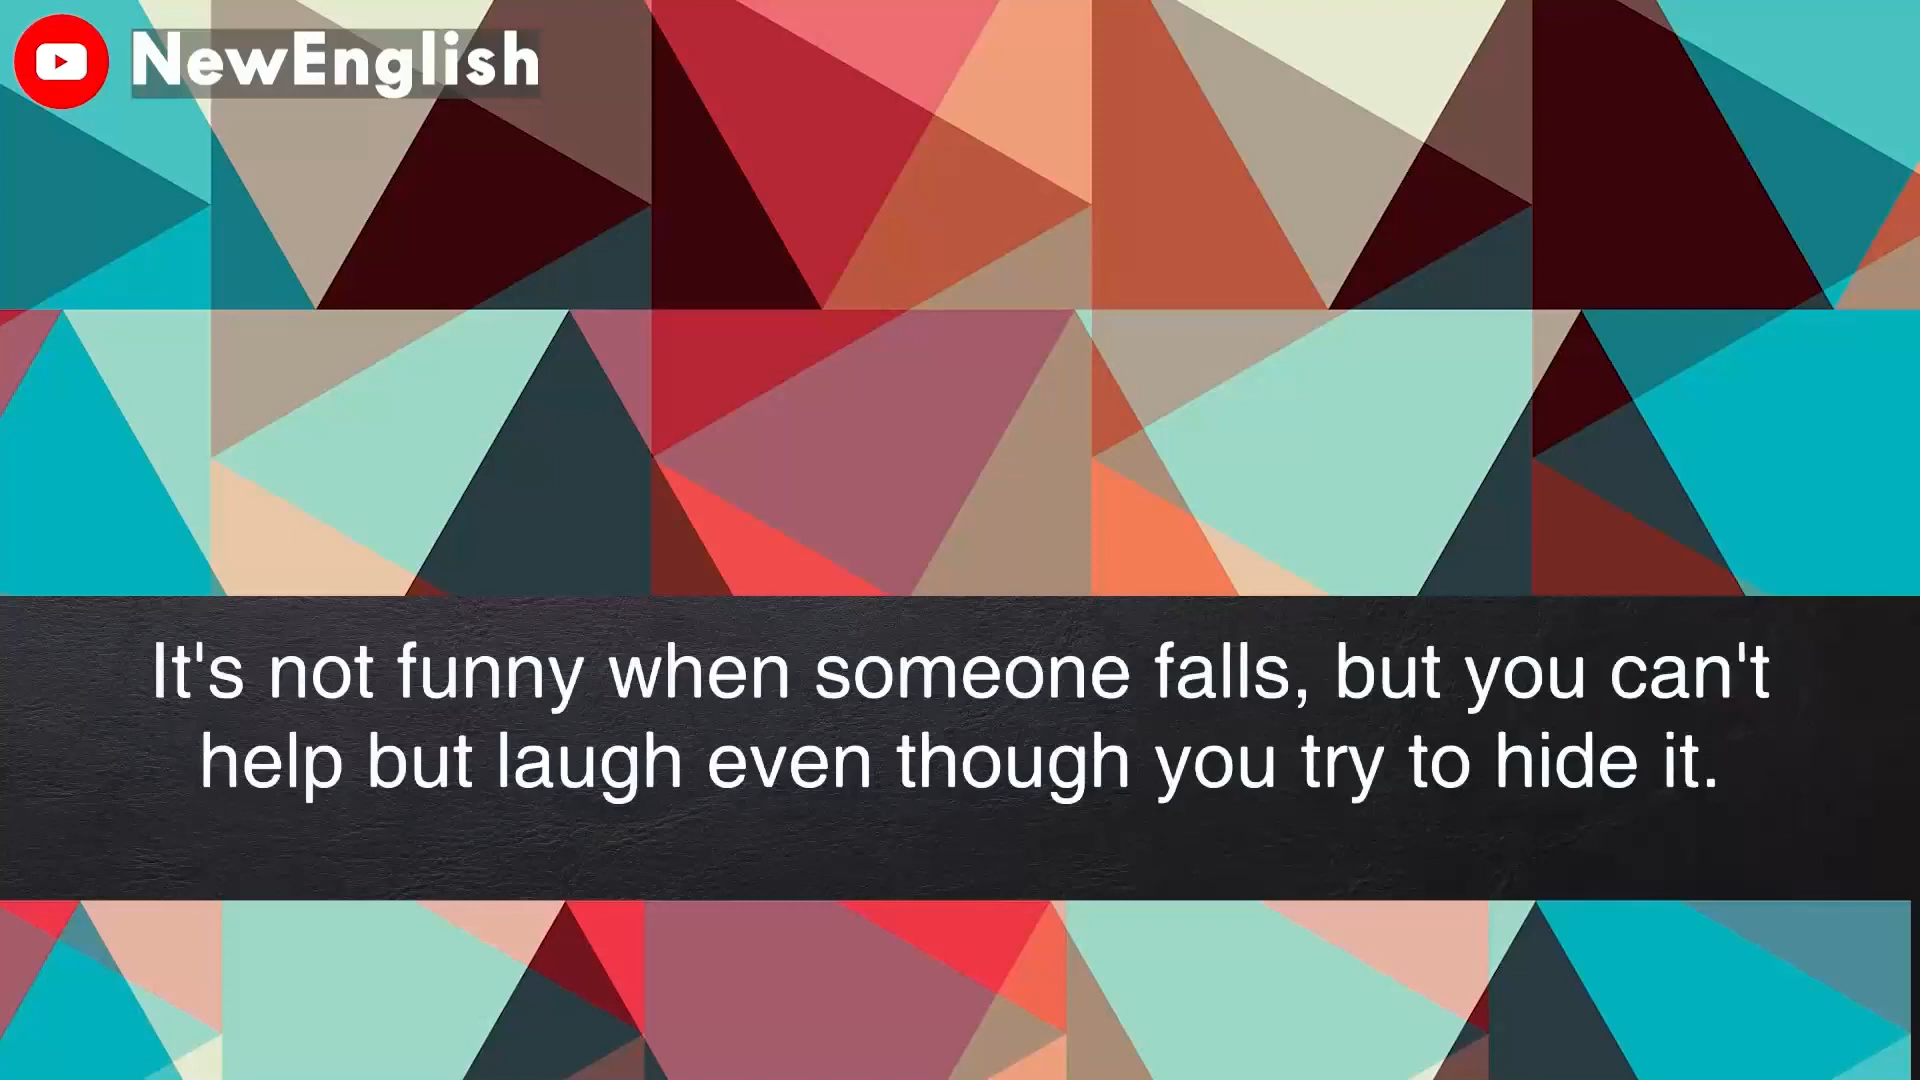 NewEnglish
It's not funny when someone falls, but you can't
help but laugh even though you try to hide it.